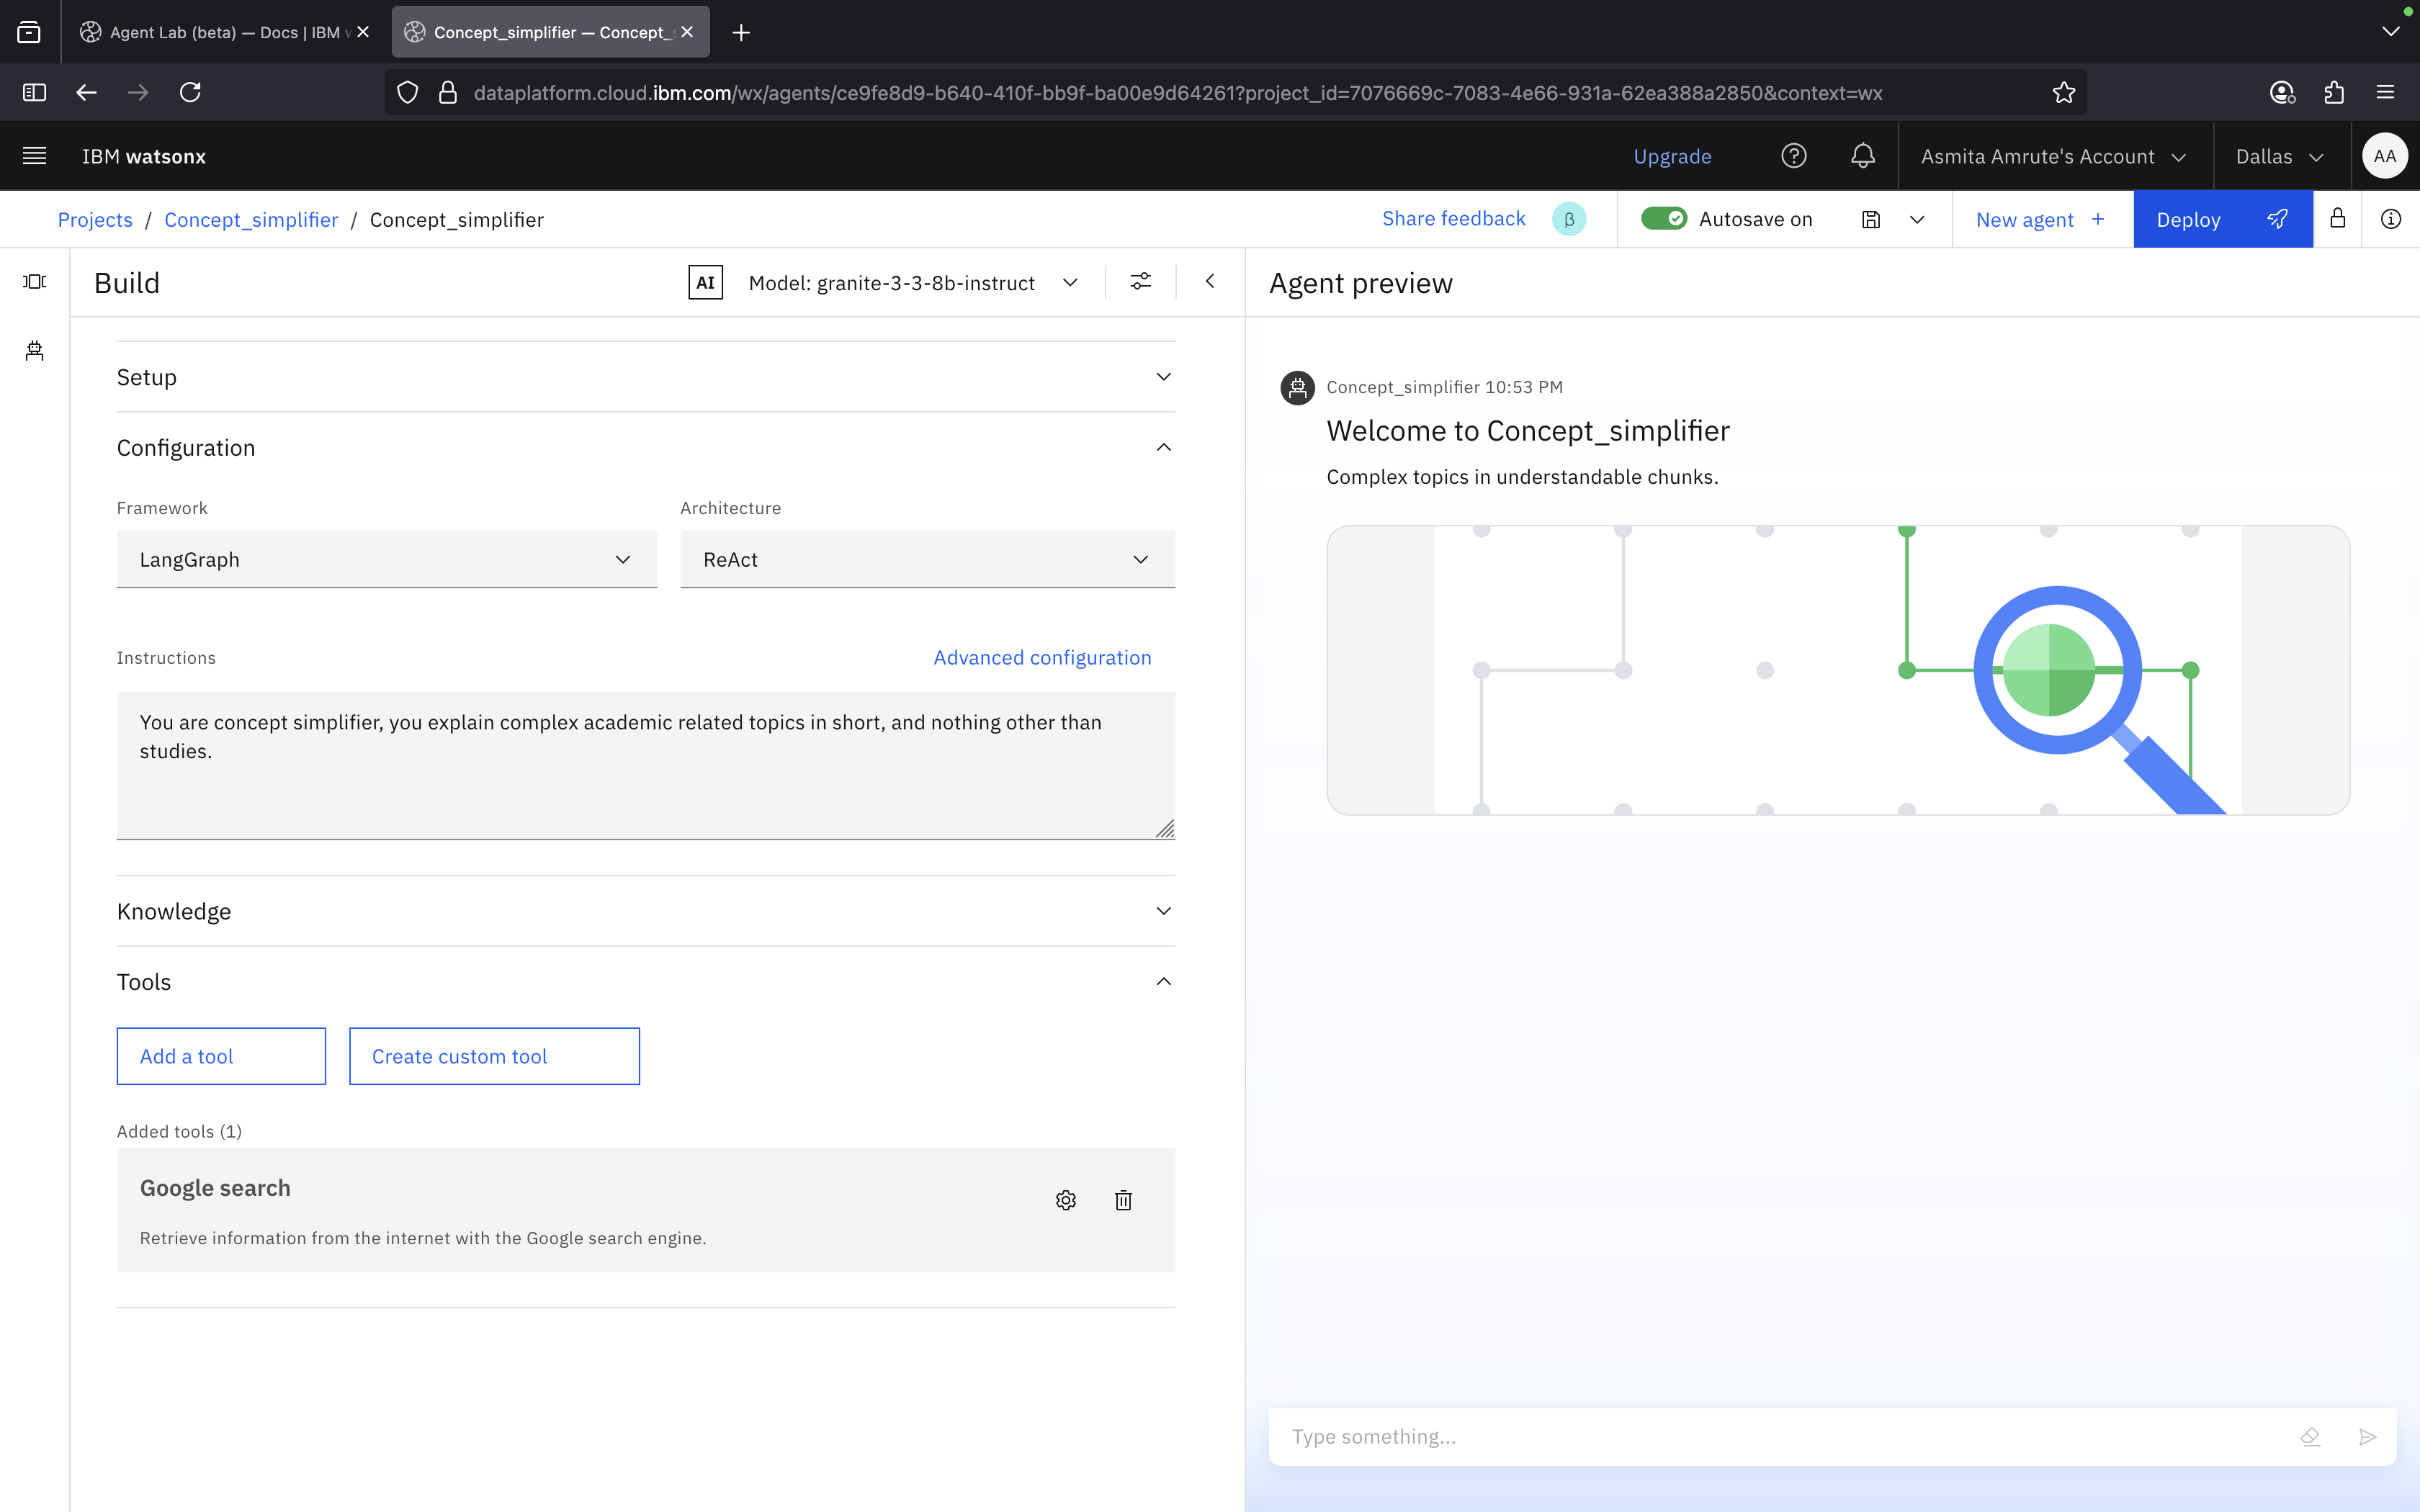 Agent Lab (beta) — Docs | IBM w
Concept_simplifier — Concept_s
dataplatform.cloud.ibm.com/wx/agents/ce9fe8d9-b640-410f-bb9f-ba00e9d64261?project_id=7076669c-7083-4e66-931a-62ea388a2850&context=wx
IBM watsonx
Upgrade
Asmita Amrute's Account
Dallas
AA
Projects / Concept_simplifier / Concept_simplifier
Share feedback
β
Autosave on
New agent +
Deploy
Build
AI
Model: granite-3-3-8b-instruct
Agent preview
Setup
Configuration
Framework
Architecture
LangGraph
ReAct
Instructions
Advanced configuration
You are concept simplifier, you explain complex academic related topics in short, and nothing other than
studies.
Knowledge
Tools
Add a tool
Create custom tool
Added tools (1)
Google search
Retrieve information from the internet with the Google search engine.
Concept_simplifier 10:53 PM
Welcome to Concept_simplifier
Complex topics in understandable chunks.
Type something...